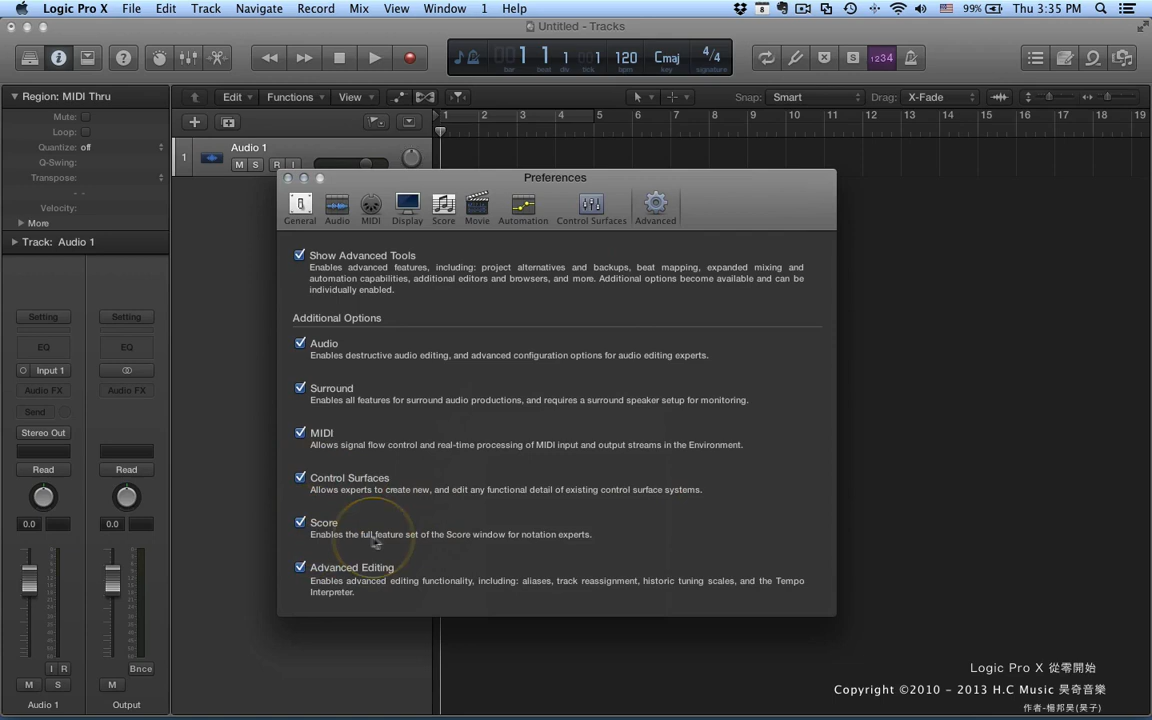 Logic Pro X File Edit Track Navigate Record Mix View Window 1 Help 8 99% Thu 3:35 PM
Untitled - Tracks
1 1 1 1 120 Cmaj 4/4 S 1234
bar beat div tick bpm key signature
Region: MIDI Thru
Edit Functions View Snap: Smart Drag: X-Fade
Mute:
Loop:
Quantize: off
Q-Swing:
Transpose:
Velocity:
More
Track: Audio 1
1 2 3 4 5 6 7 8 9 10 11 12 13 14 15 16 17 18 19
1 Audio 1
M S R I
Preferences
General Audio MIDI Display Score Movie Automation Control Surfaces Advanced
Show Advanced Tools
Enables advanced features, including: project alternatives and backups, beat mapping, expanded mixing and
automation capabilities, additional editors and browsers, and more. Additional options become available and can be
individually enabled.
Additional Options
Audio
Enables destructive audio editing, and advanced configuration options for audio editing experts.
Surround
Enables all features for surround audio productions, and requires a surround speaker setup for monitoring.
MIDI
Allows signal flow control and real-time processing of MIDI input and output streams in the Environment.
Control Surfaces
Allows experts to create new, and edit any functional detail of existing control surface systems.
Score
Enables the full feature set of the Score window for notation experts.
Advanced Editing
Enables advanced editing functionality, including: aliases, track reassignment, historic tuning scales, and the Tempo
Interpreter.
Setting Setting
EQ EQ
Input 1
Audio FX Audio FX
Send
Stereo Out
Read Read
0.0 0.0
I R Bnce
M S M
Audio 1 Output
Logic Pro X 從零開始
Copyright ©2010 - 2013 H.C Music 昊奇音樂
作者-楊邦昊(昊子)